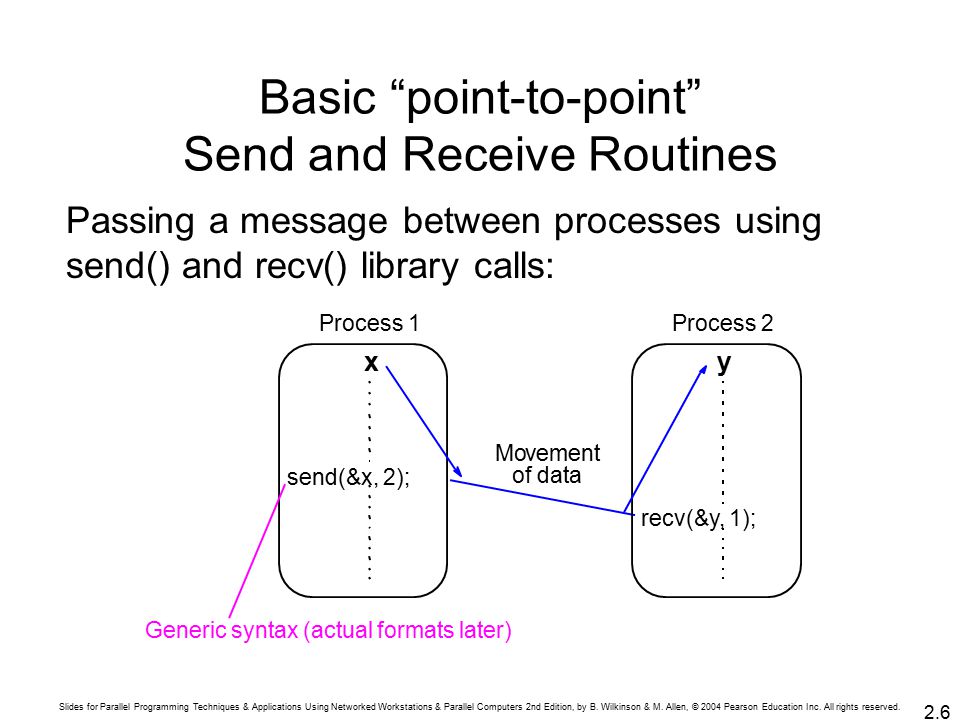 Basic “point-to-point”
Send and Receive Routines
Passing a message between processes using
send() and recv() library calls:
Process 1
Process 2
x
y
Movement
of data
send(&x, 2);
recv(&y, 1);
Generic syntax (actual formats later)
Slides for Parallel Programming Techniques & Applications Using Networked Workstations & Parallel Computers 2nd Edition, by B. Wilkinson & M. Allen, © 2004 Pearson Education Inc. All rights reserved.
2.6